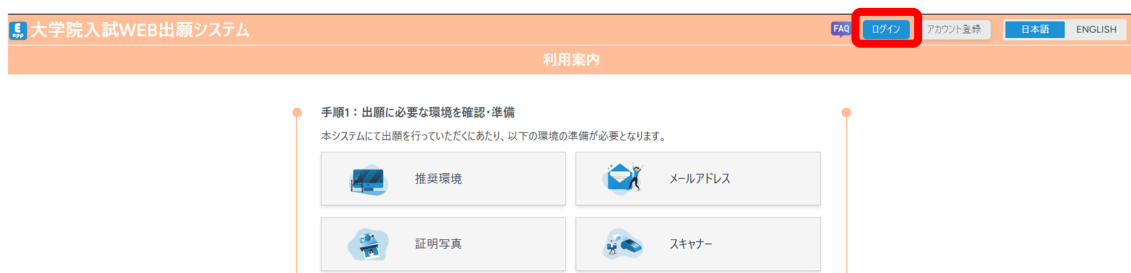 E app 大学院入試WEB出願システム FAQ ログイン アカウント登録 日本語 ENGLISH
利用案内
手順1：出願に必要な環境を確認・準備
本システムにて出願を行っていただくにあたり、以下の環境の準備が必要となります。
推奨環境 メールアドレス
証明写真 スキャナー